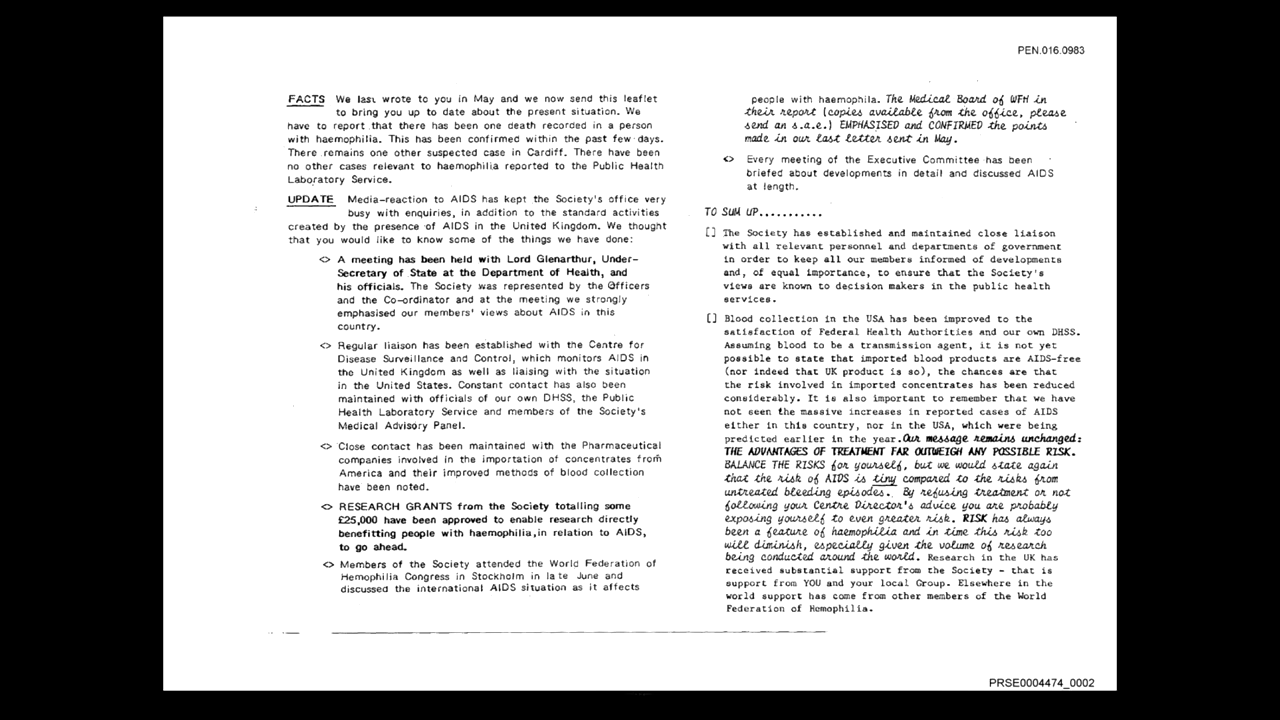 PEN.016.0983
FACTS We last wrote to you in May and we now send this leaflet
to bring you up to date about the present situation. We
have to report that there has been one death recorded in a person
with haemophilia. This has been confirmed within the past few days.
There remains one other suspected case in Cardiff. There have been
no other cases relevant to haemophilia reported to the Public Health
Laboratory Service.
UPDATE Media-reaction to AIDS has kept the Society's office very
busy with enquiries, in addition to the standard activities
created by the presence of AIDS in the United Kingdom. We thought
that you would like to know some of the things we have done:
<> A meeting has been held with Lord Glenarthur, Under-
Secretary of State at the Department of Health, and
his officials. The Society was represented by the Officers
and the Co-ordinator and at the meeting we strongly
emphasised our members' views about AIDS in this
country.
<> Regular liaison has been established with the Centre for
Disease Surveillance and Control, which monitors AIDS in
the United Kingdom as well as liaising with the situation
in the United States. Constant contact has also been
maintained with officials of our own DHSS, the Public
Health Laboratory Service and members of the Society's
Medical Advisory Panel.
<> Close contact has been maintained with the Pharmaceutical
companies involved in the importation of concentrates from
America and their improved methods of blood collection
have been noted.
<> RESEARCH GRANTS from the Society totalling some
£25,000 have been approved to enable research directly
benefitting people with haemophilia,in relation to AIDS,
to go ahead.
<> Members of the Society attended the World Federation of
Hemophilia Congress in Stockholm in late June and
discussed the international AIDS situation as it affects
people with haemophila. The Medical Board of WFH in
their report (copies available from the office, please
send an s.a.e.) EMPHASISED and CONFIRMED the points
made in our last letter sent in May.
<> Every meeting of the Executive Committee has been
briefed about developments in detail and discussed AIDS
at length.
TO SUM UP...........
[] The Society has established and maintained close liaison
with all relevant personnel and departments of government
in order to keep all our members informed of developments
and, of equal importance, to ensure that the Society's
views are known to decision makers in the public health
services.
[] Blood collection in the USA has been improved to the
satisfaction of Federal Health Authorities and our own DHSS.
Assuming blood to be a transmission agent, it is not yet
possible to state that imported blood products are AIDS-free
(nor indeed that UK product is so), the chances are that
the risk involved in imported concentrates has been reduced
considerably. It is also important to remember that we have
not seen the massive increases in reported cases of AIDS
either in this country, nor in the USA, which were being
predicted earlier in the year.Our message remains unchanged:
THE ADVANTAGES OF TREATMENT FAR OUTWEIGH ANY POSSIBLE RISK.
BALANCE THE RISKS for yourself, but we would state again
that the risk of AIDS is tiny compared to the risks from
untreated bleeding episodes. By refusing treatment or not
following your Centre Director's advice you are probably
exposing yourself to even greater risk. RISK has always
been a feature of haemophilia and in time this risk too
will diminish, especially given the volume of research
being conducted around the world. Research in the UK has
received substantial support from the Society - that is
support from YOU and your local Group. Elsewhere in the
world support has come from other members of the World
Federation of Hemophilia.
PRSE0004474_0002